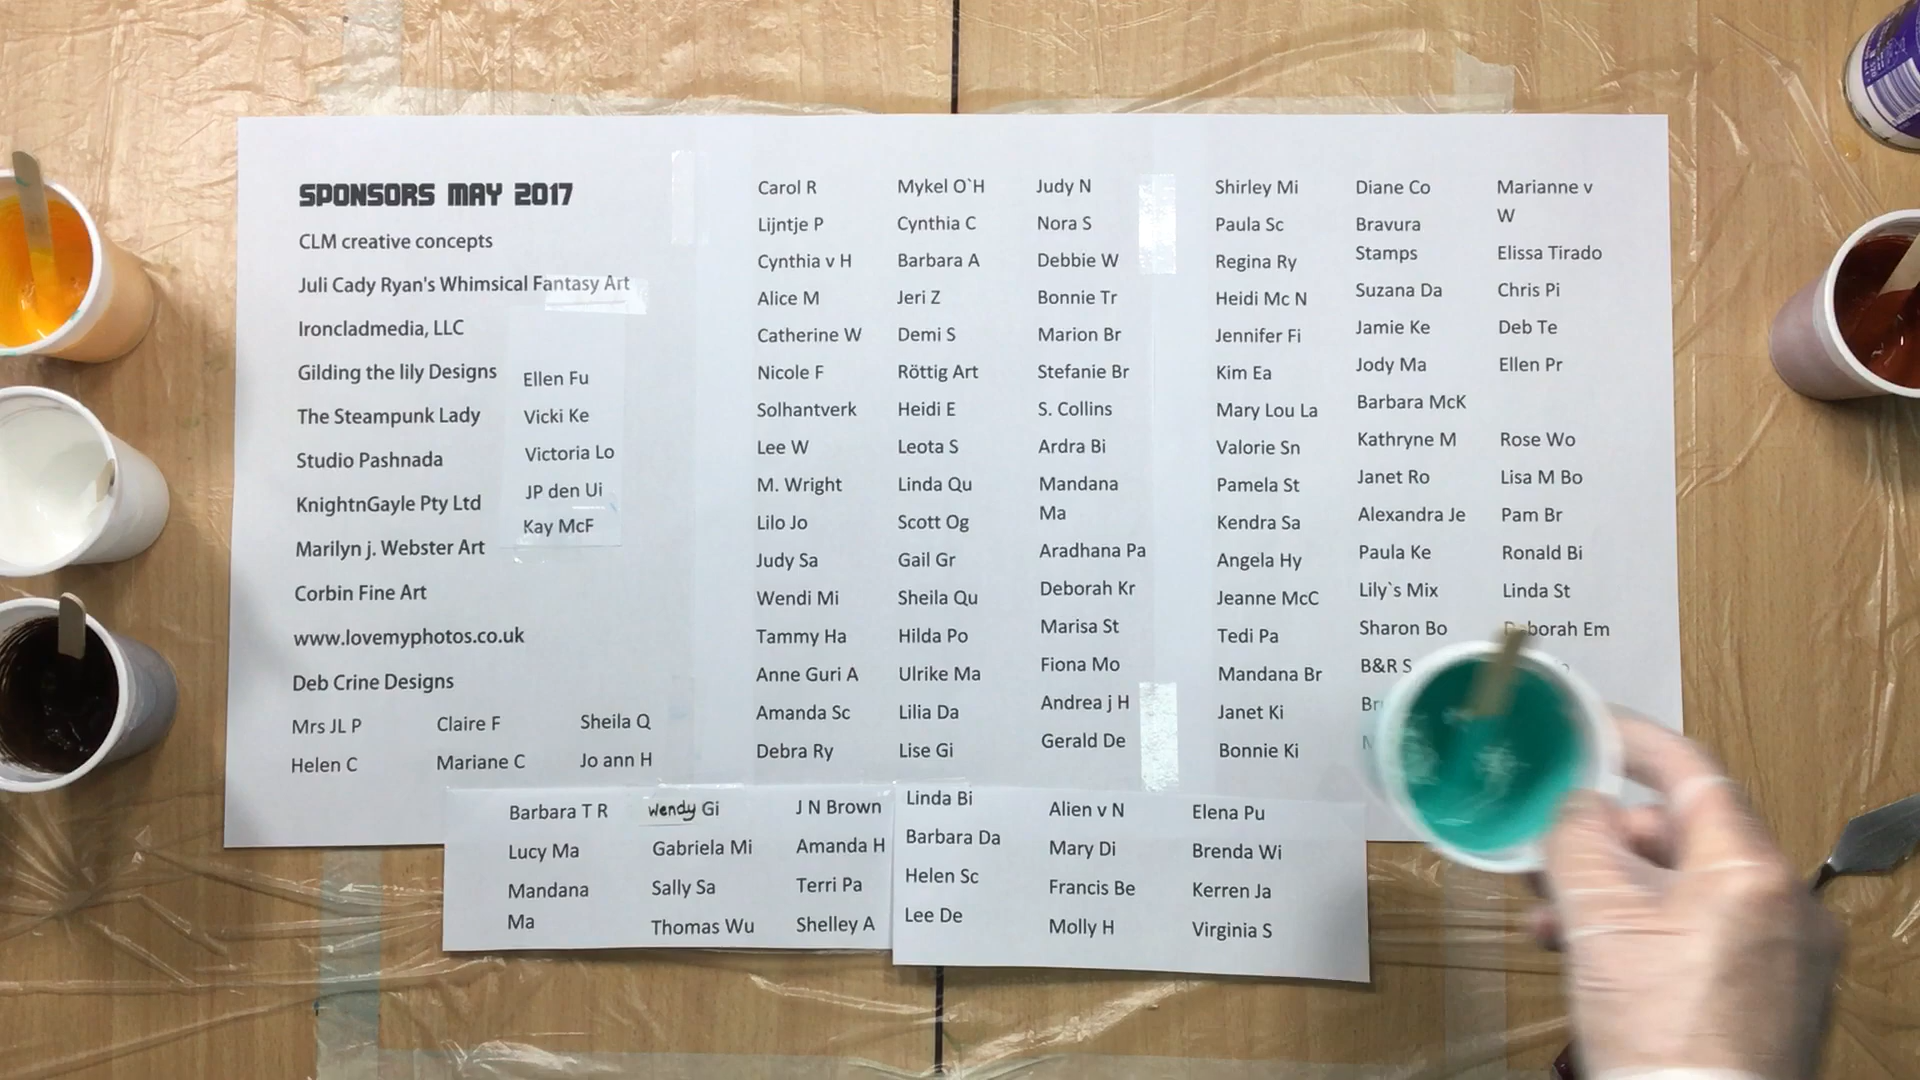 SPONSORS MAY 2017
CLM creative concepts
Juli Cady Ryan's Whimsical Fantasy Art
Ironcladmedia, LLC
Gilding the lily Designs
The Steampunk Lady
Studio Pashnada
KnightnGayle Pty Ltd
Marilyn j. Webster Art
Corbin Fine Art
www.lovemyphotos.co.uk
Deb Crine Designs
Mrs JL P
Claire F
Sheila Q
Helen C
Mariane C
Jo ann H
Ellen Fu
Vicki Ke
Victoria Lo
JP den Ui
Kay McF
Carol R
Lijntje P
Cynthia v H
Alice M
Catherine W
Nicole F
Solhantverk
Lee W
M. Wright
Lilo Jo
Judy Sa
Wendi Mi
Tammy Ha
Anne Guri A
Amanda Sc
Debra Ry
Mykel O`H
Cynthia C
Barbara A
Jeri Z
Demi S
Röttig Art
Heidi E
Leota S
Linda Qu
Scott Og
Gail Gr
Sheila Qu
Hilda Po
Ulrike Ma
Lilia Da
Lise Gi
Judy N
Nora S
Debbie W
Bonnie Tr
Marion Br
Stefanie Br
S. Collins
Ardra Bi
Mandana
Ma
Aradhana Pa
Deborah Kr
Marisa St
Fiona Mo
Andrea j H
Gerald De
Shirley Mi
Paula Sc
Regina Ry
Heidi Mc N
Jennifer Fi
Kim Ea
Mary Lou La
Valorie Sn
Pamela St
Kendra Sa
Angela Hy
Jeanne McC
Tedi Pa
Mandana Br
Janet Ki
Bonnie Ki
Diane Co
Bravura
Stamps
Suzana Da
Jamie Ke
Jody Ma
Barbara McK
Kathryne M
Janet Ro
Alexandra Je
Paula Ke
Lily`s Mix
Sharon Bo
B&R S
Marianne v
W
Elissa Tirado
Chris Pi
Deb Te
Ellen Pr
Rose Wo
Lisa M Bo
Pam Br
Ronald Bi
Linda St
Deborah Em
Barbara T R
Lucy Ma
Mandana
Ma
wendy Gi
Gabriela Mi
Sally Sa
Thomas Wu
J N Brown
Amanda H
Terri Pa
Shelley A
Linda Bi
Barbara Da
Helen Sc
Lee De
Alien v N
Mary Di
Francis Be
Molly H
Elena Pu
Brenda Wi
Kerren Ja
Virginia S